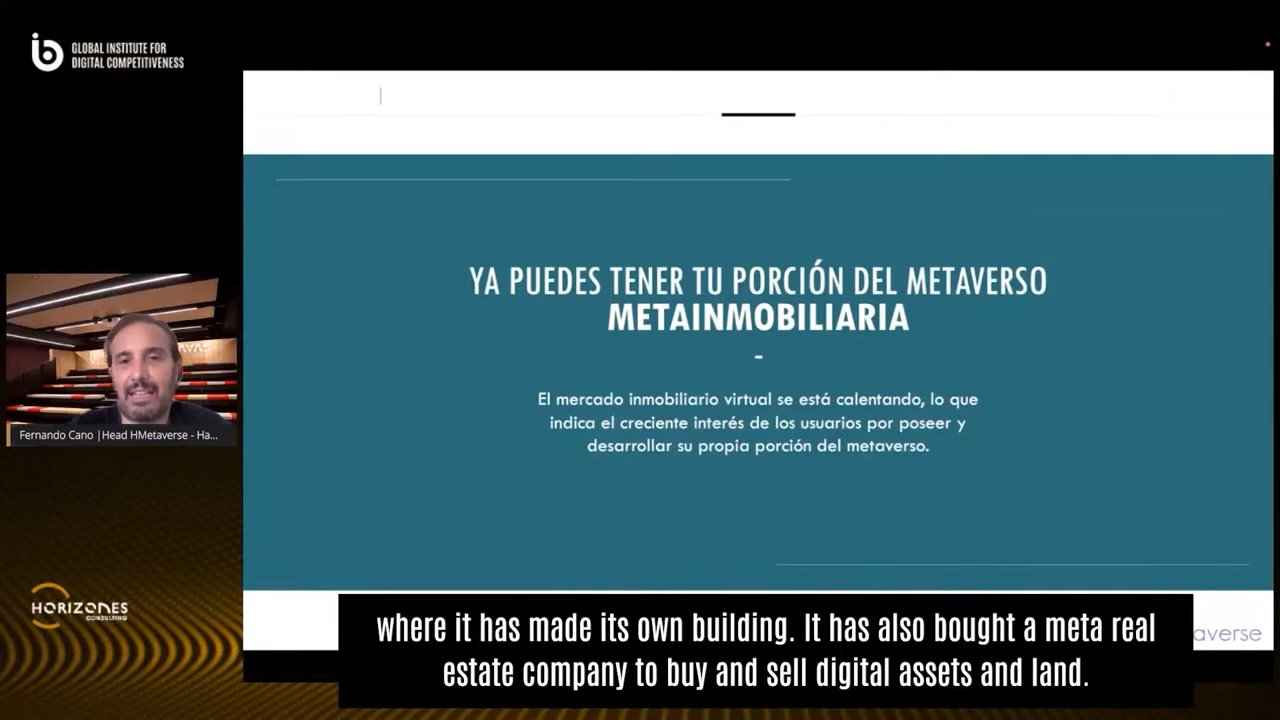 GLOBAL INSTITUTE FOR
DIGITAL COMPETITIVENESS
YA PUEDES TENER TU PORCIÓN DEL METAVERSO
METAINMOBILIARIA
-
El mercado inmobiliario virtual se está calentando, lo que
indica el creciente interés de los usuarios por poseer y
desarrollar su propia porción del metaverso.
Fernando Cano |Head HMetaverse - Ha...
HORIZONES
CONSULTING
averse
where it has made its own building. It has also bought a meta real
estate company to buy and sell digital assets and land.